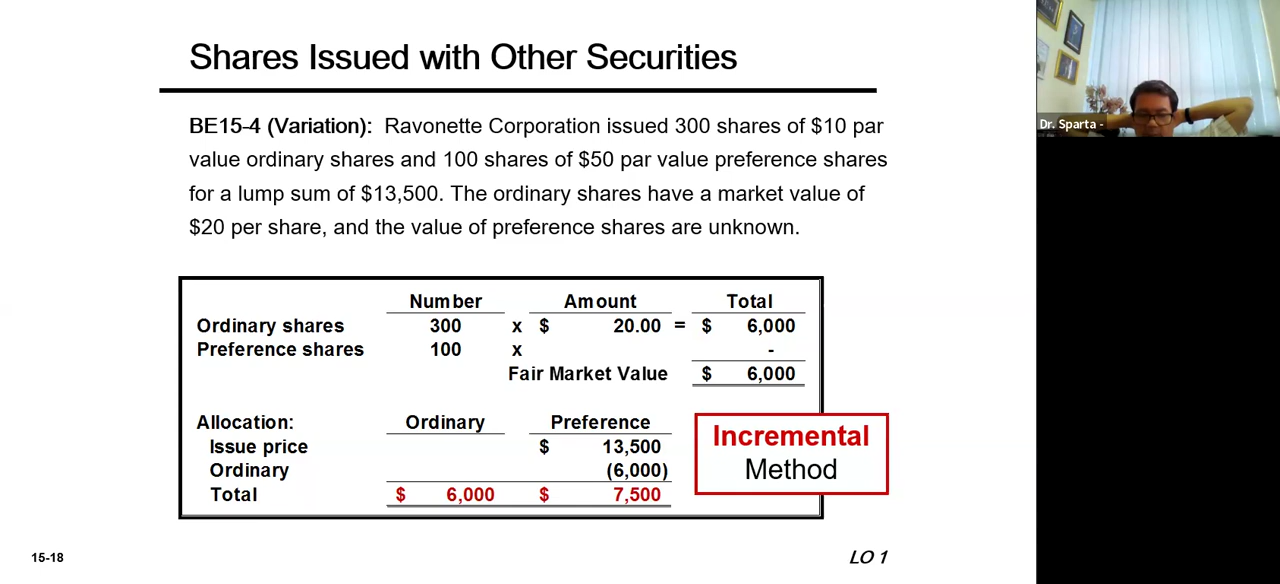 Shares Issued with Other Securities
BE15-4 (Variation): Ravonette Corporation issued 300 shares of $10 par
value ordinary shares and 100 shares of $50 par value preference shares
for a lump sum of $13,500. The ordinary shares have a market value of
$20 per share, and the value of preference shares are unknown.
Number Amount Total
Ordinary shares 300 x $ 20.00 = $ 6,000
Preference shares 100 x -
Fair Market Value $ 6,000
Allocation: Ordinary Preference
Issue price $ 13,500
Ordinary (6,000)
Total $ 6,000 $ 7,500
Incremental
Method
15-18
LO 1
Dr. Sparta -